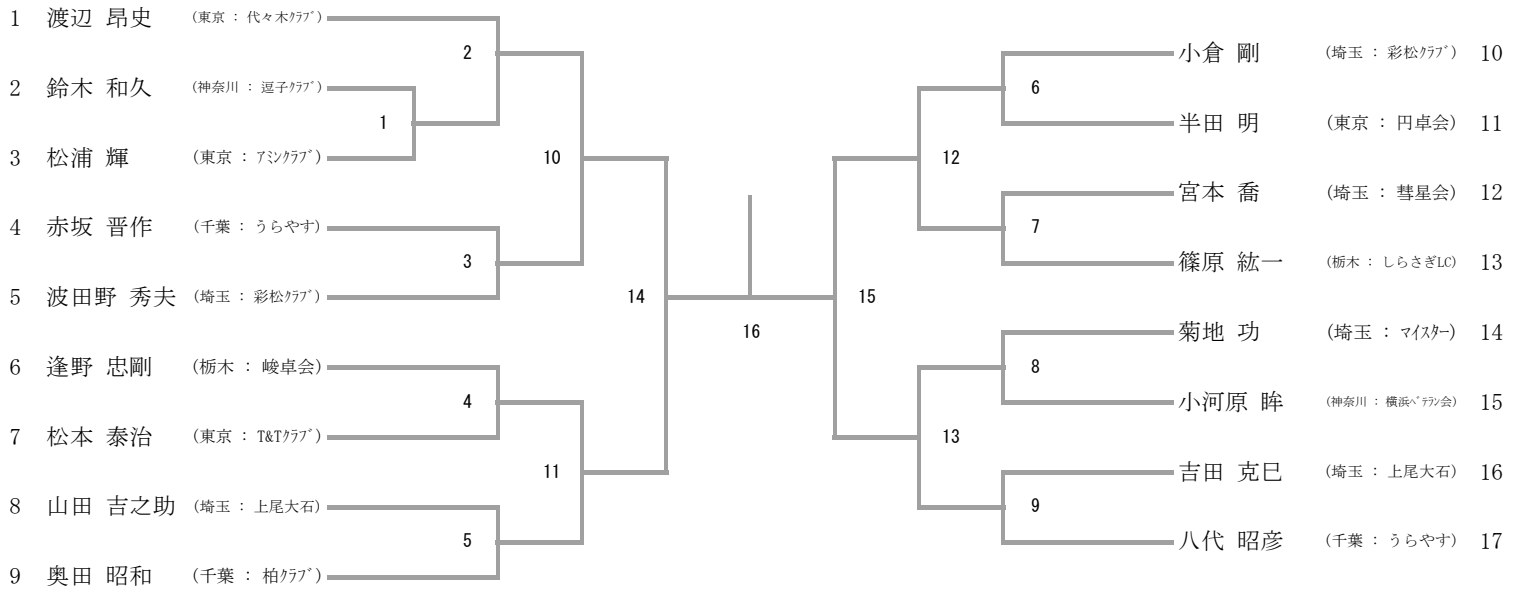 1 渡辺 昂史 (東京 : 代々木ｸﾗﾌﾞ)
2
2 鈴木 和久 (神奈川 : 逗子ｸﾗﾌﾞ)
1
3 松浦 輝 (東京 : ｱﾐﾝｸﾗﾌﾞ)
10
4 赤坂 晋作 (千葉 : うらやす)
3
5 波田野 秀夫 (埼玉 : 彩松ｸﾗﾌﾞ)
14
6 逢野 忠剛 (栃木 : 峻卓会)
4
7 松本 泰治 (東京 : T&Tｸﾗﾌﾞ)
11
8 山田 吉之助 (埼玉 : 上尾大石)
5
9 奥田 昭和 (千葉 : 柏ｸﾗﾌﾞ)
16
小倉 剛 (埼玉 : 彩松ｸﾗﾌﾞ) 10
6
半田 明 (東京 : 円卓会) 11
12
宮本 喬 (埼玉 : 彗星会) 12
7
篠原 紘一 (栃木 : しらさぎLC) 13
15
菊地 功 (埼玉 : ﾏｲｽﾀｰ) 14
8
小河原 眸 (神奈川 : 横浜ﾍﾞﾃﾗﾝ会) 15
13
吉田 克巳 (埼玉 : 上尾大石) 16
9
八代 昭彦 (千葉 : うらやす) 17